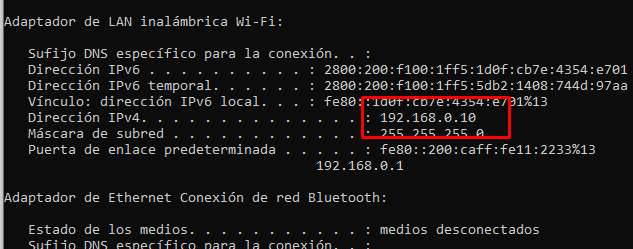 Adaptador de LAN inalámbrica Wi-Fi:
Sufijo DNS específico para la conexión. . :
Dirección IPv6 . . . . . . . . . . : 2800:200:f100:1ff5:1d0f:cb7e:4354:e701
Dirección IPv6 temporal. . . . . . : 2800:200:f100:1ff5:5db2:1408:744d:97aa
Vínculo: dirección IPv6 local. . . : fe80::1d0f:cb7e:4354:e701%13
Dirección IPv4. . . . . . . . . . . . . . : 192.168.0.10
Máscara de subred . . . . . . . . . . . . : 255.255.255.0
Puerta de enlace predeterminada . . . . . : fe80::200:caff:fe11:2233%13
192.168.0.1
Adaptador de Ethernet Conexión de red Bluetooth:
Estado de los medios. . . . . . . . . . . : medios desconectados
Sufijo DNS específico para la conexión. . :